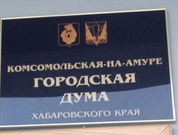 КОМСОМОЛЬСКАЯ-НА-АМУРЕ
ГОРОДСКАЯ
ДУМА
ХАБАРОВСКОГО КРАЯ